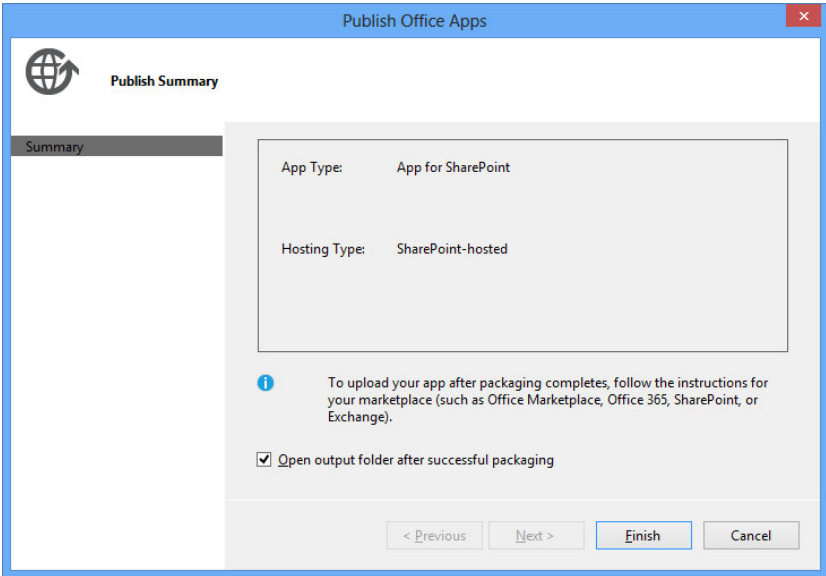 Publish Office Apps
Publish Summary
Summary
App Type: App for SharePoint
Hosting Type: SharePoint-hosted
To upload your app after packaging completes, follow the instructions for
your marketplace (such as Office Marketplace, Office 365, SharePoint, or
Exchange).
Open output folder after successful packaging
< Previous Next > Finish Cancel